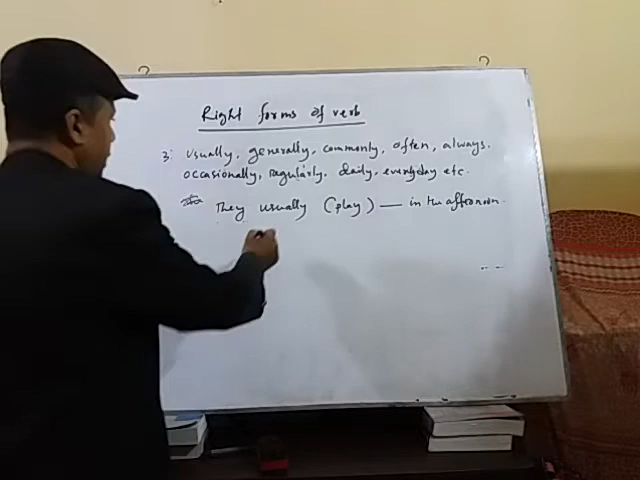 Right forms of verb
3: Usually, generally, commonly, often, always.
occasionally, regularly, daily, everyday etc.
They usually (play) — in the afternoon.